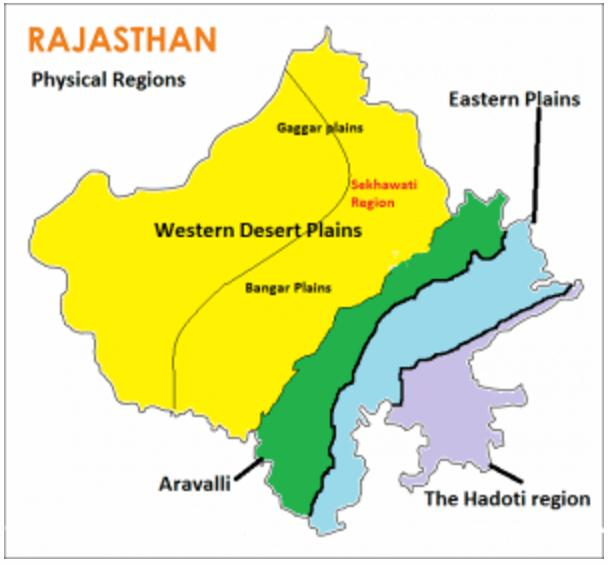 RAJASTHAN
Physical Regions
Eastern Plains
Gaggar plains
Sekhawati
Region
Western Desert Plains
Bangar Plains
Aravalli
The Hadoti region